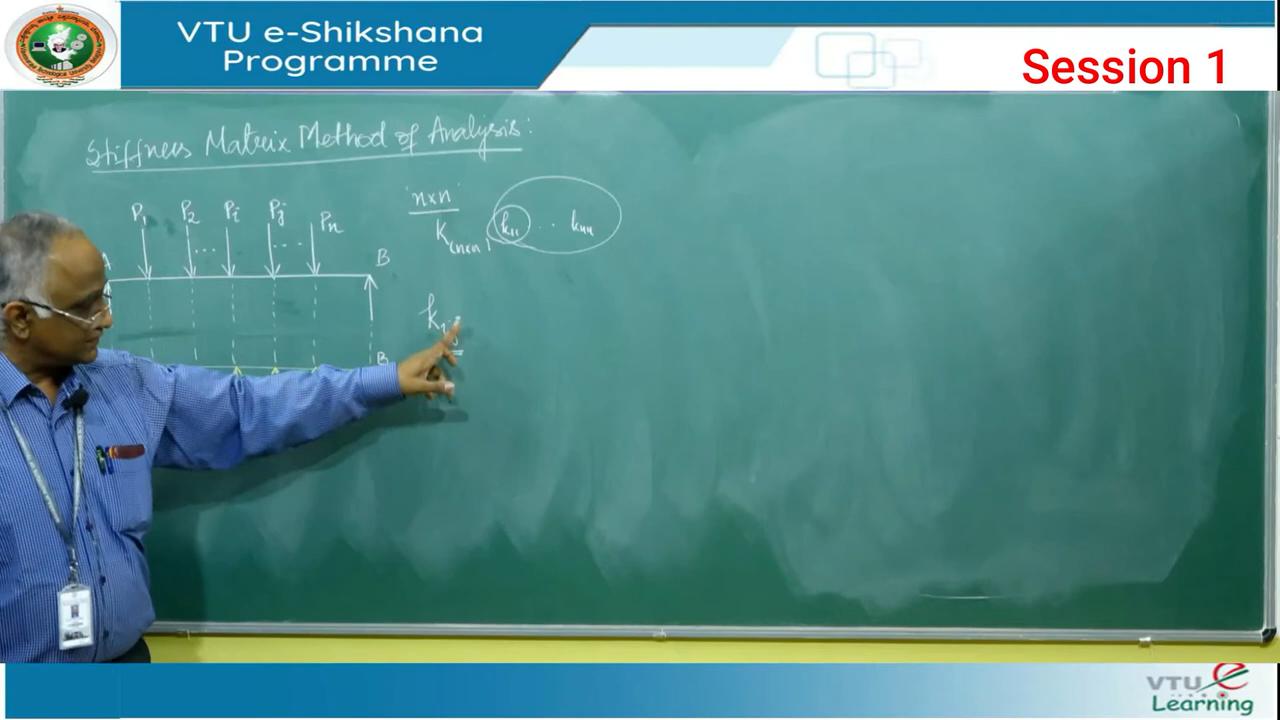 VTU e-Shikshana
Programme
Session 1
Stiffness Matrix Method of Analysis:
P1 P2 Pi Pj Pn
... ...
A B
B
'n×n'
K(n×n) k11 .. knn
VTU
Learning